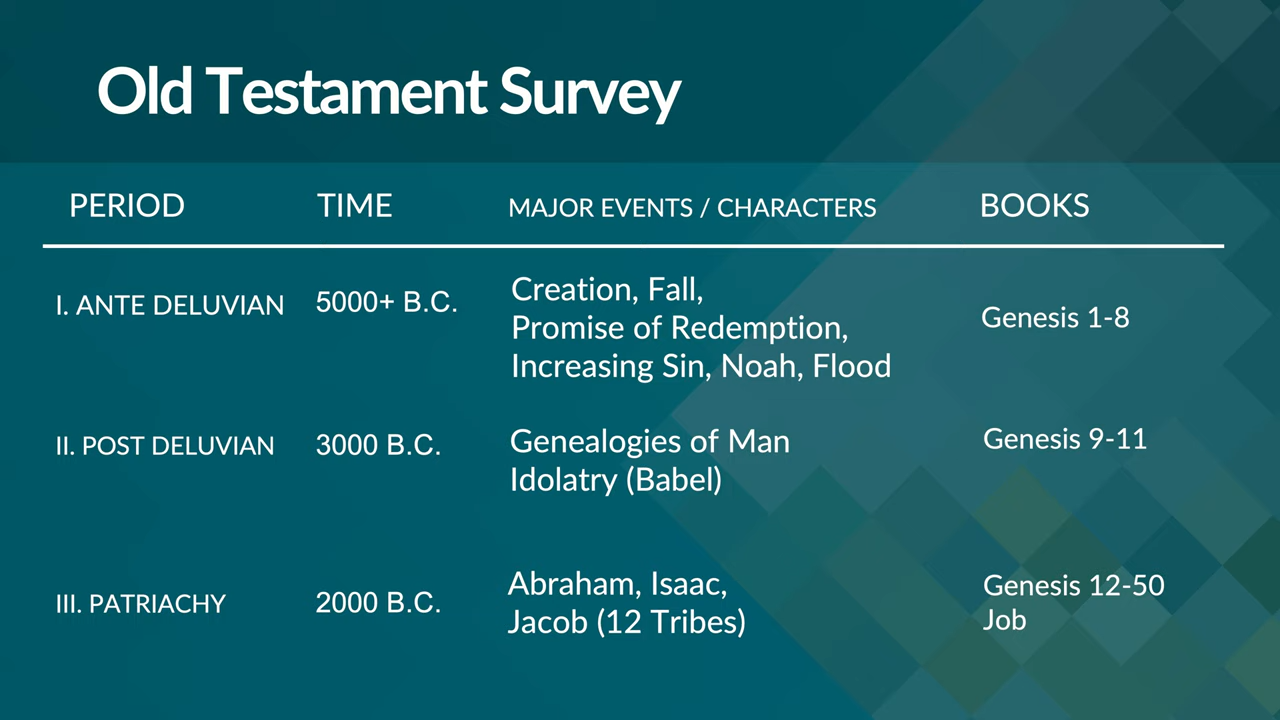 Old Testament Survey
PERIOD TIME MAJOR EVENTS / CHARACTERS BOOKS
I. ANTE DELUVIAN 5000+ B.C. Creation, Fall,
Promise of Redemption,
Increasing Sin, Noah, Flood
Genesis 1-8
II. POST DELUVIAN 3000 B.C. Genealogies of Man
Idolatry (Babel)
Genesis 9-11
III. PATRIACHY 2000 B.C. Abraham, Isaac,
Jacob (12 Tribes)
Genesis 12-50
Job